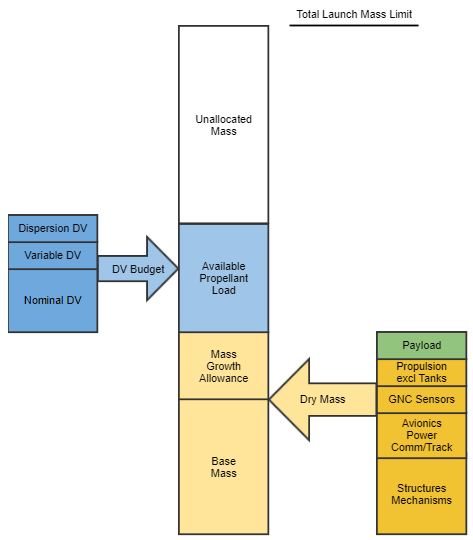 Total Launch Mass Limit
Unallocated
Mass
Dispersion DV
Variable DV
Nominal DV
DV Budget
Available
Propellant
Load
Mass
Growth
Allowance
Base
Mass
Dry Mass
Payload
Propulsion
excl Tanks
GNC Sensors
Avionics
Power
Comm/Track
Structures
Mechanisms